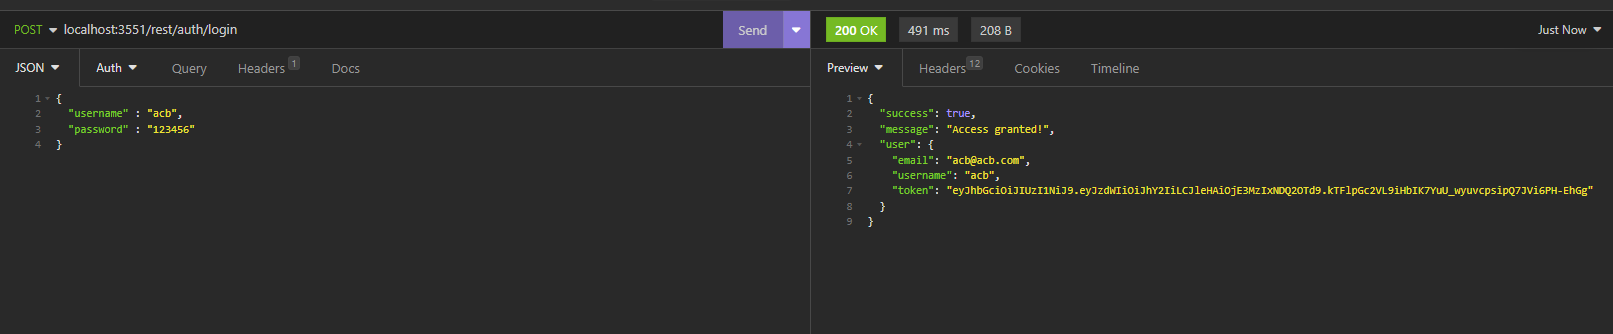 POST localhost:3551/rest/auth/login Send 200 OK 491 ms 208 B Just Now
JSON Auth Query Headers 1 Docs Preview Headers 12 Cookies Timeline
1 {
2 "username" : "acb",
3 "password" : "123456"
4 }
1 {
2 "success": true,
3 "message": "Access granted!",
4 "user": {
5 "email": "acb@acb.com",
6 "username": "acb",
7 "token": "eyJhbGciOiJIUzI1NiJ9.eyJzdWIiOiJhY2IiLCJleHAiOjE3MzIxNDQ2OTd9.kTFlpGc2VL9iHbIK7YuU_wyuvcpsipQ7JVi6PH-EhGg"
8 }
9 }